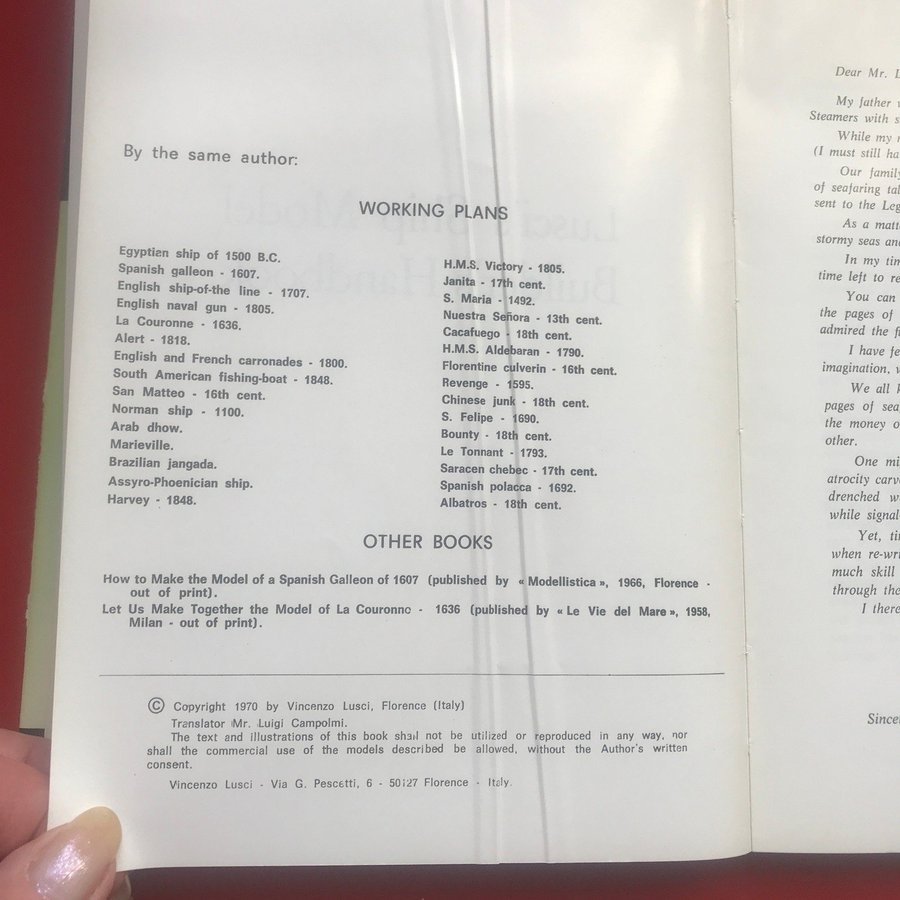 By the same author:
WORKING PLANS
Egyptian ship of 1500 B.C.
Spanish galleon - 1607.
English ship-of-the line - 1707.
English naval gun - 1805.
La Couronne - 1636.
Alert - 1818.
English and French carronades - 1800.
South American fishing-boat - 1848.
San Matteo - 16th cent.
Norman ship - 1100.
Arab dhow.
Marieville.
Brazilian jangada.
Assyro-Phoenician ship.
Harvey - 1848.
H.M.S. Victory - 1805.
Janita - 17th cent.
S. Maria - 1492.
Nuestra Señora - 13th cent.
Cacafuego - 18th cent.
H.M.S. Aldebaran - 1790.
Florentine culverin - 16th cent.
Revenge - 1595.
Chinese junk - 18th cent.
S. Felipe - 1690.
Bounty - 18th cent.
Le Tonnant - 1793.
Saracen chebec - 17th cent.
Spanish polacca - 1692.
Albatros - 18th cent.
OTHER BOOKS
How to Make the Model of a Spanish Galleon of 1607 (published by « Modellistica », 1966, Florence -
out of print).
Let Us Make Together the Model of La Couronne - 1636 (published by « Le Vie del Mare », 1958,
Milan - out of print).
© Copyright 1970 by Vincenzo Lusci, Florence (Italy)
Translator Mr. Luigi Campolmi.
The text and illustrations of this book shall not be utilized or reproduced in any way, nor
shall the commercial use of the models described be allowed, without the Author's written
consent.
Vincenzo Lusci - Via G. Pescetti, 6 - 50127 Florence - Italy.
Dear Mr.
My father
Steamers with
While my
(I must still
Our family
of seafaring
sent to the
As a
stormy seas
In my
time left to
You can
the pages of
admired the
I have
imagination,
We all
pages of
the money
other.
One
atrocity
drenched
while
Yet,
when
much skill
through
I